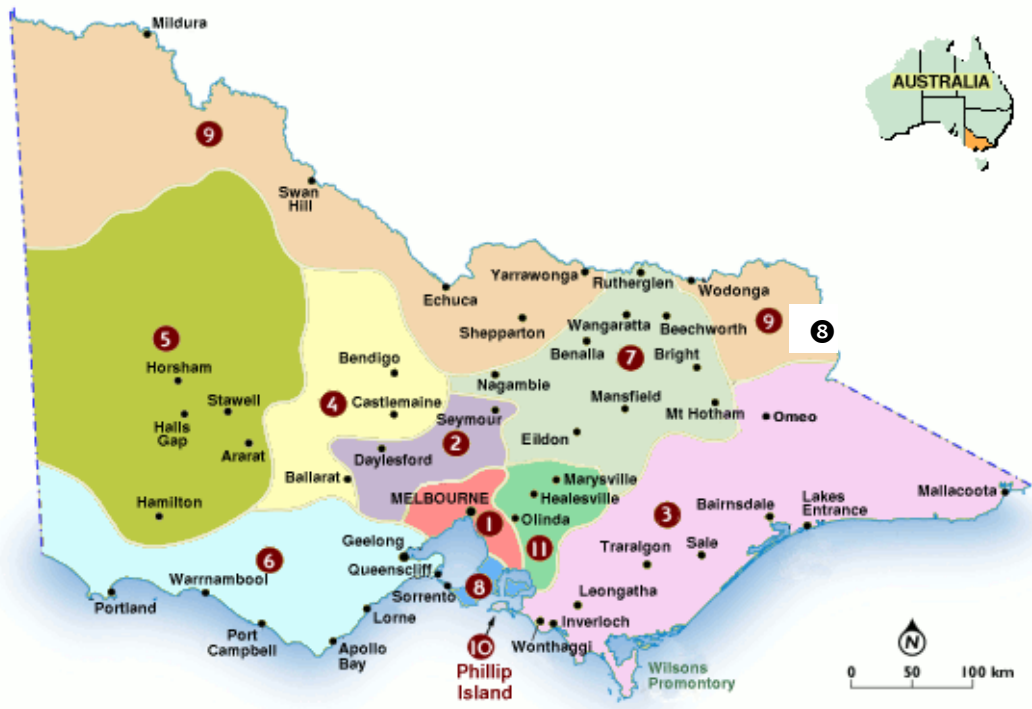 Mildura
AUSTRALIA
9
Swan
Hill
Yarrawonga
Rutherglen
Wodonga
Echuca
9
8
Shepparton
Wangaratta
Beechworth
5
Benalla
7
Bright
Bendigo
Horsham
Nagambie
Mansfield
Mt Hotham
4
Castlemaine
Stawell
Seymour
Omeo
Halls
Gap
2
Eildon
Ararat
Daylesford
Ballarat
Marysville
MELBOURNE
Healesville
Mallacoota
Hamilton
Bairnsdale
Lakes
Entrance
3
Olinda
1
Geelong
11
Traralgon
Sale
6
Queenscliff
Warrnambool
8
Sorrento
Leongatha
Portland
Lorne
Inverloch
Port
Campbell
Wonthaggi
Apollo
Bay
10
Phillip
Island
Wilsons
Promontory
N
0 50 100 km